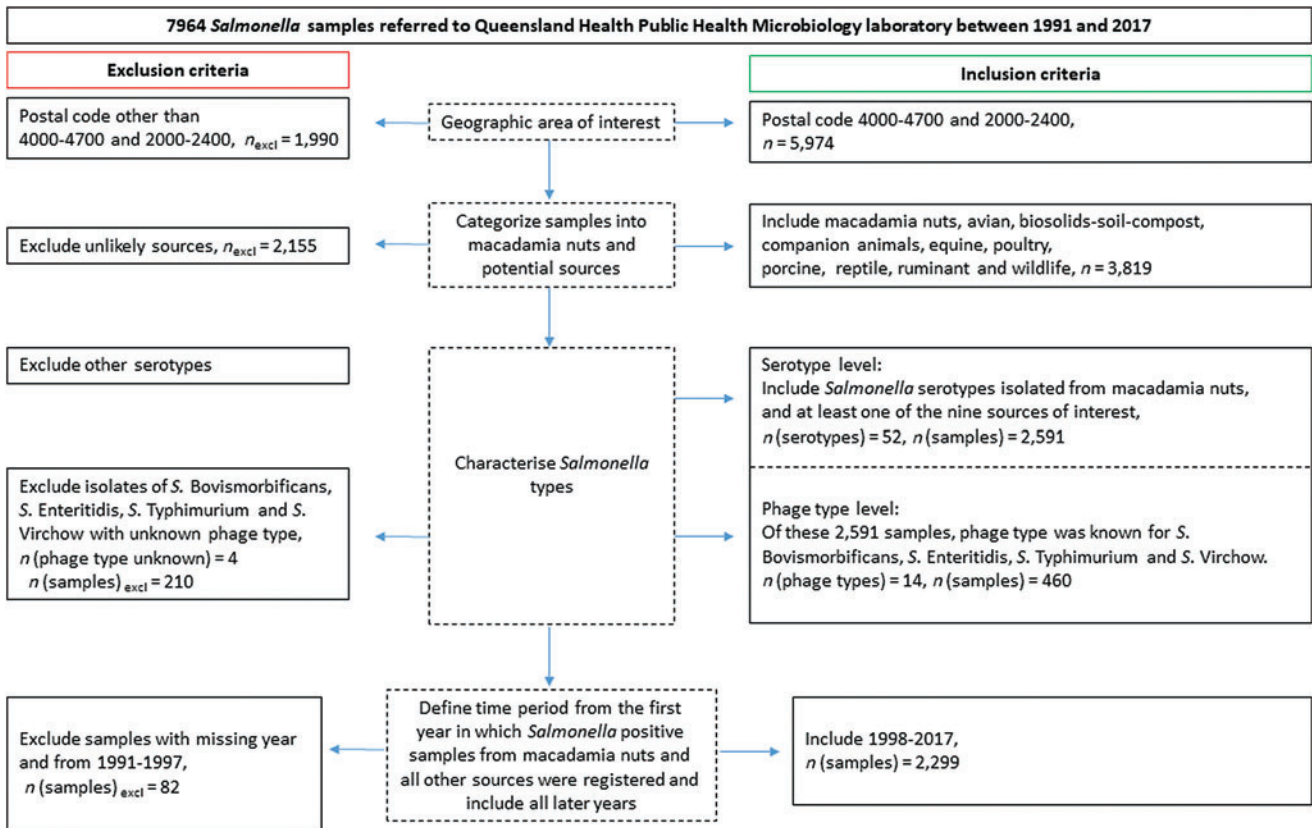 7964 Salmonella samples referred to Queensland Health Public Health Microbiology laboratory between 1991 and 2017
Exclusion criteria
Inclusion criteria
Postal code other than
4000-4700 and 2000-2400, nexcl = 1,990
Geographic area of interest
Postal code 4000-4700 and 2000-2400,
n = 5,974
Exclude unlikely sources, nexcl = 2,155
Categorize samples into
macadamia nuts and
potential sources
Include macadamia nuts, avian, biosolids-soil-compost,
companion animals, equine, poultry,
porcine, reptile, ruminant and wildlife, n = 3,819
Exclude other serotypes
Characterise Salmonella
types
Serotype level:
Include Salmonella serotypes isolated from macadamia nuts,
and at least one of the nine sources of interest,
n (serotypes) = 52, n (samples) = 2,591
Exclude isolates of S. Bovismorbificans,
S. Enteritidis, S. Typhimurium and S.
Virchow with unknown phage type,
n (phage type unknown) = 4
n (samples) excl = 210
Phage type level:
Of these 2,591 samples, phage type was known for S.
Bovismorbificans, S. Enteritidis, S. Typhimurium and S. Virchow.
n (phage types) = 14, n (samples) = 460
Exclude samples with missing year
and from 1991-1997,
n (samples) excl = 82
Define time period from the first
year in which Salmonella positive
samples from macadamia nuts and
all other sources were registered and
include all later years
Include 1998-2017,
n (samples) = 2,299